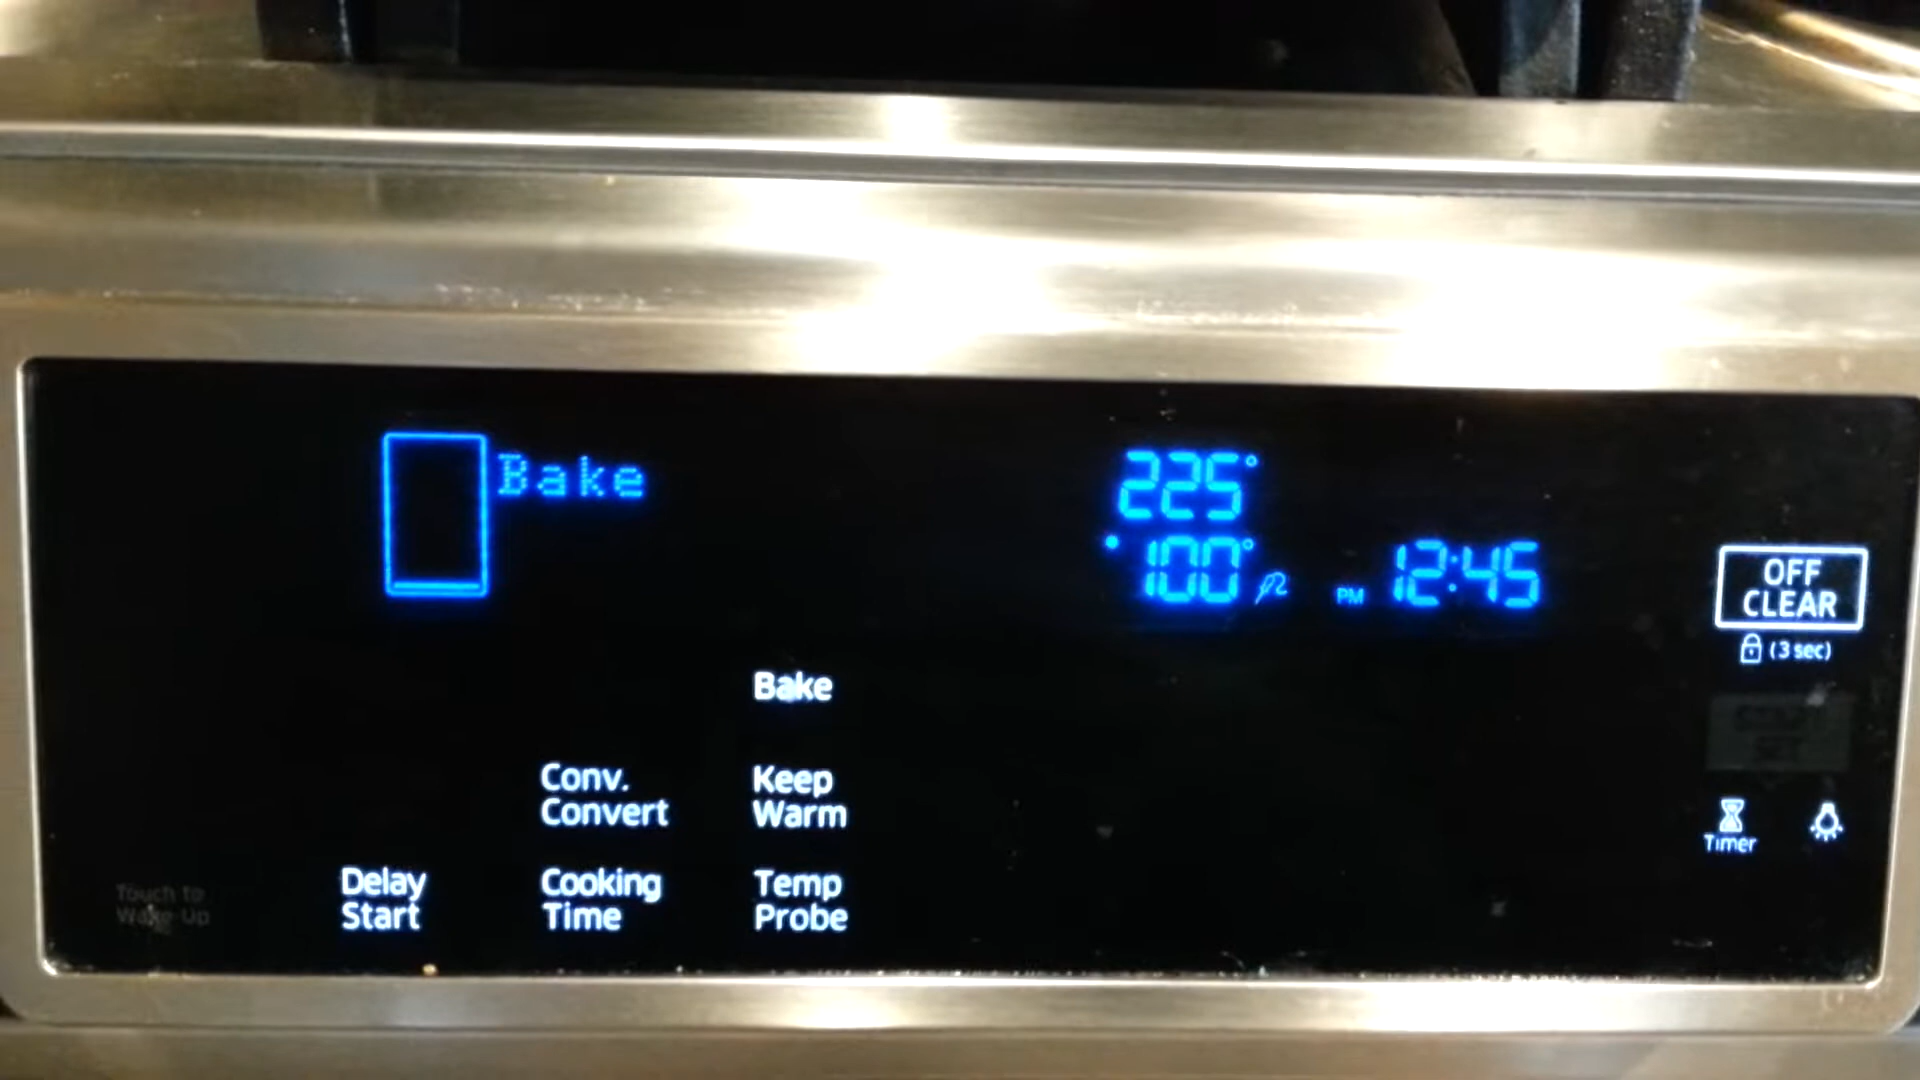 Bake
225°
100°
PM 12:45
OFF
CLEAR
(3 sec)
Bake
Conv.
Convert
Keep
Warm
Timer
Delay
Start
Cooking
Time
Temp
Probe
Touch to
Wake Up